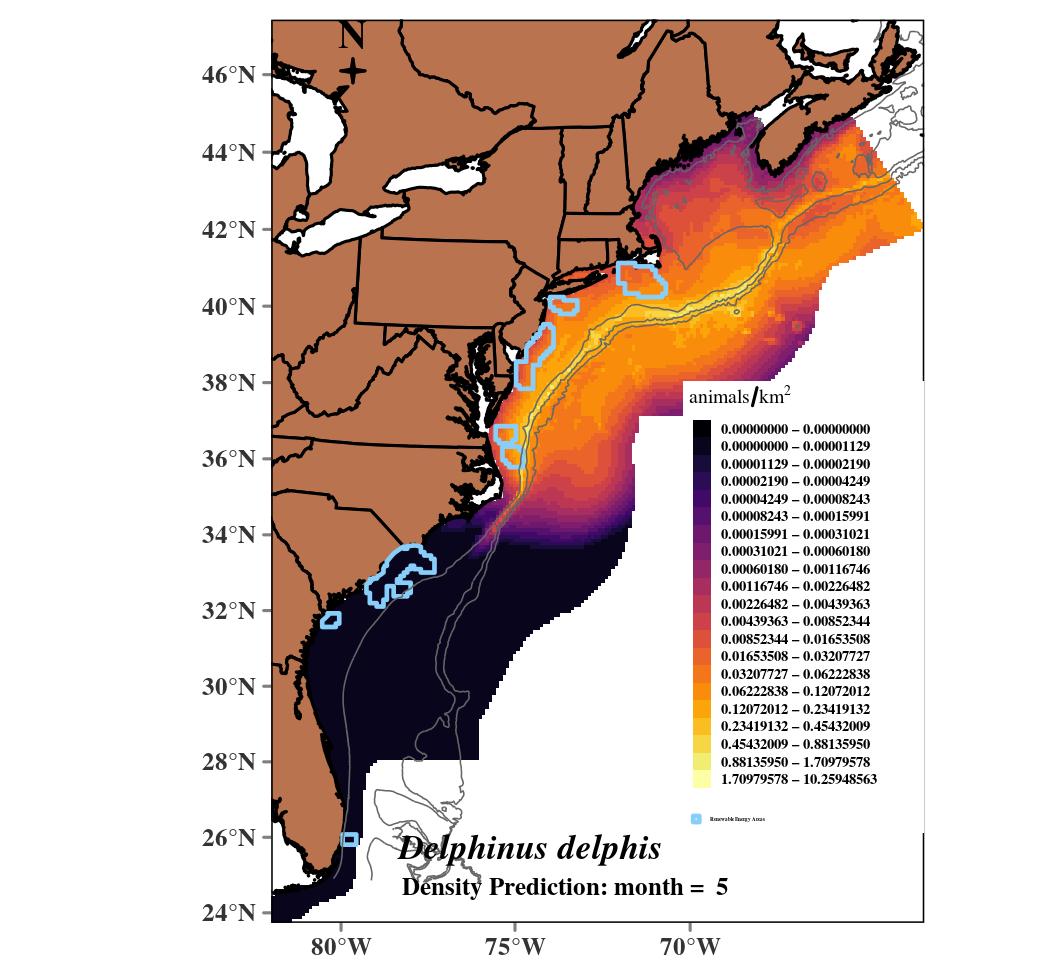 N
46°N
44°N
42°N
40°N
38°N
36°N
34°N
32°N
30°N
28°N
26°N
24°N
80°W
75°W
70°W
animals/km²
0.00000000 – 0.00000000
0.00000000 – 0.00001129
0.00001129 – 0.00002190
0.00002190 – 0.00004249
0.00004249 – 0.00008243
0.00008243 – 0.00015991
0.00015991 – 0.00031021
0.00031021 – 0.00060180
0.00060180 – 0.00116746
0.00116746 – 0.00226482
0.00226482 – 0.00439363
0.00439363 – 0.00852344
0.00852344 – 0.01653508
0.01653508 – 0.03207727
0.03207727 – 0.06222838
0.06222838 – 0.12072012
0.12072012 – 0.23419132
0.23419132 – 0.45432009
0.45432009 – 0.88135950
0.88135950 – 1.70979578
1.70979578 – 10.25948563
Renewable Energy Areas
Delphinus delphis
Density Prediction: month = 5